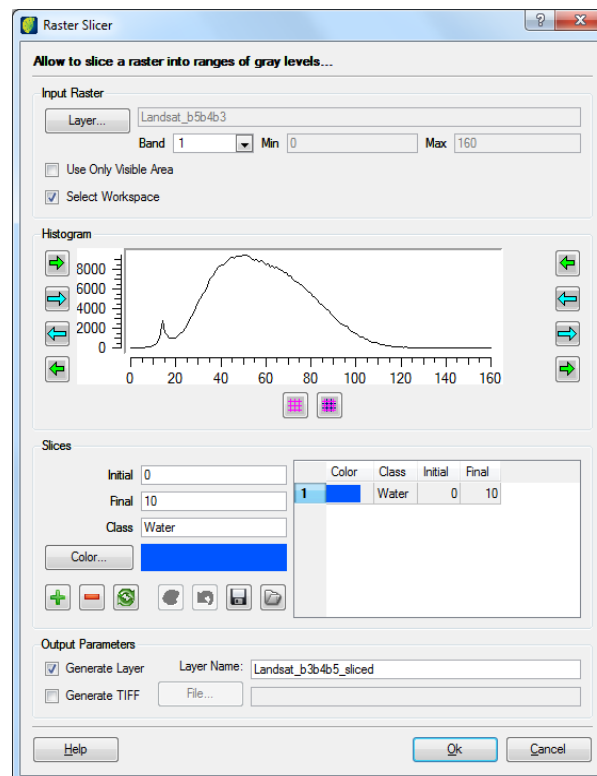 Raster Slicer
Allow to slice a raster into ranges of gray levels...
Input Raster
Layer... Landsat_b5b4b3
Band 1 Min 0 Max 160
Use Only Visible Area
Select Workspace
Histogram
8000
6000
4000
2000
0
0 20 40 60 80 100 120 140 160
Slices
Initial 0
Final 10
Class Water
Color...
Color Class Initial Final
1 Water 0 10
Output Parameters
Generate Layer Layer Name: Landsat_b3b4b5_sliced
Generate TIFF File...
Help Ok Cancel